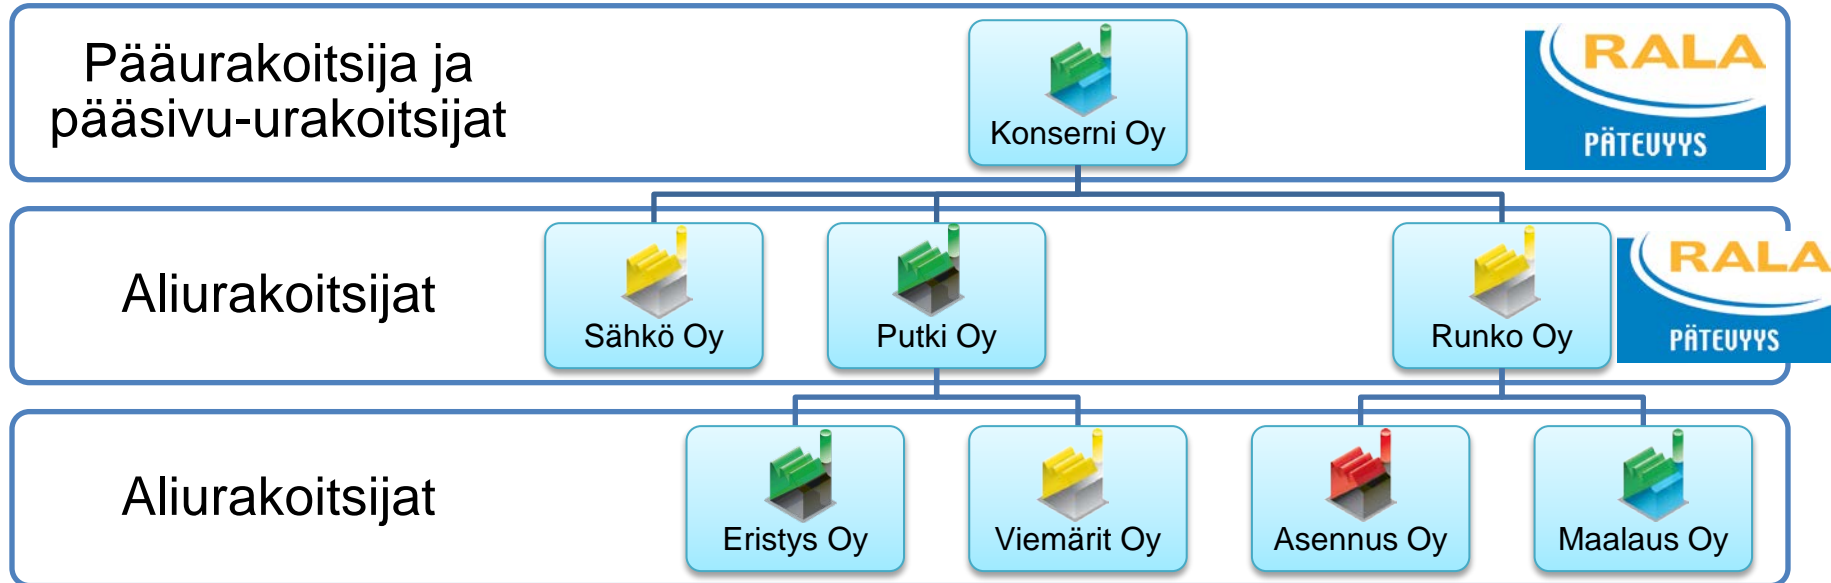 Pääurakoitsija ja
pääsivu-urakoitsijat
Konserni Oy
RALA
PÄTEVYYS
Aliurakoitsijat
Sähkö Oy
Putki Oy
Runko Oy
RALA
PÄTEVYYS
Aliurakoitsijat
Eristys Oy
Viemärit Oy
Asennus Oy
Maalaus Oy